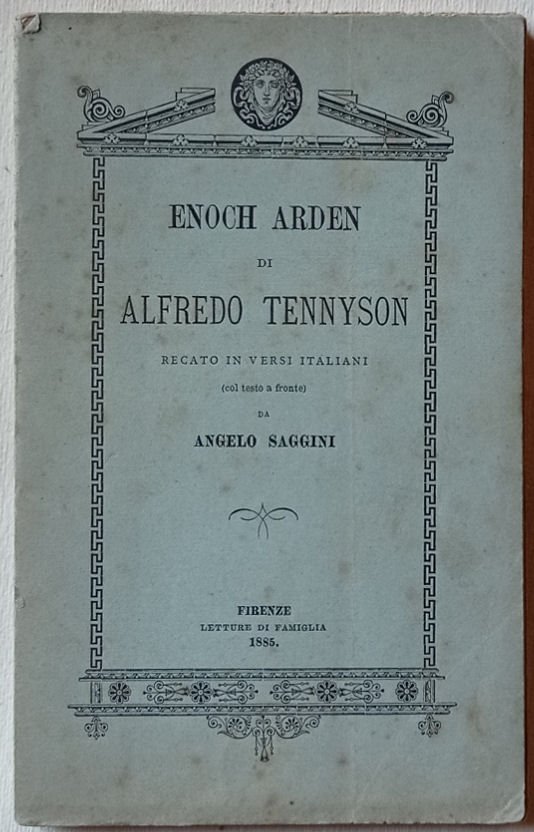 ENOCH ARDEN
DI
ALFREDO TENNYSON
RECATO IN VERSI ITALIANI
(col testo a fronte)
DA
ANGELO SAGGINI
FIRENZE
LETTURE DI FAMIGLIA
1885.